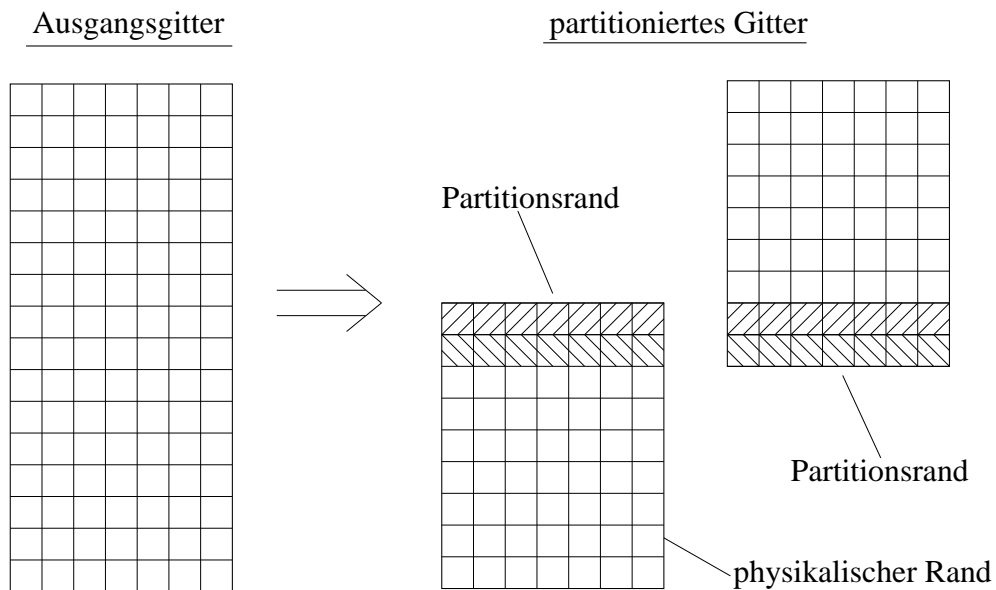 Ausgangsgitter
partitioniertes Gitter
Partitionsrand
Partitionsrand
physikalischer Rand